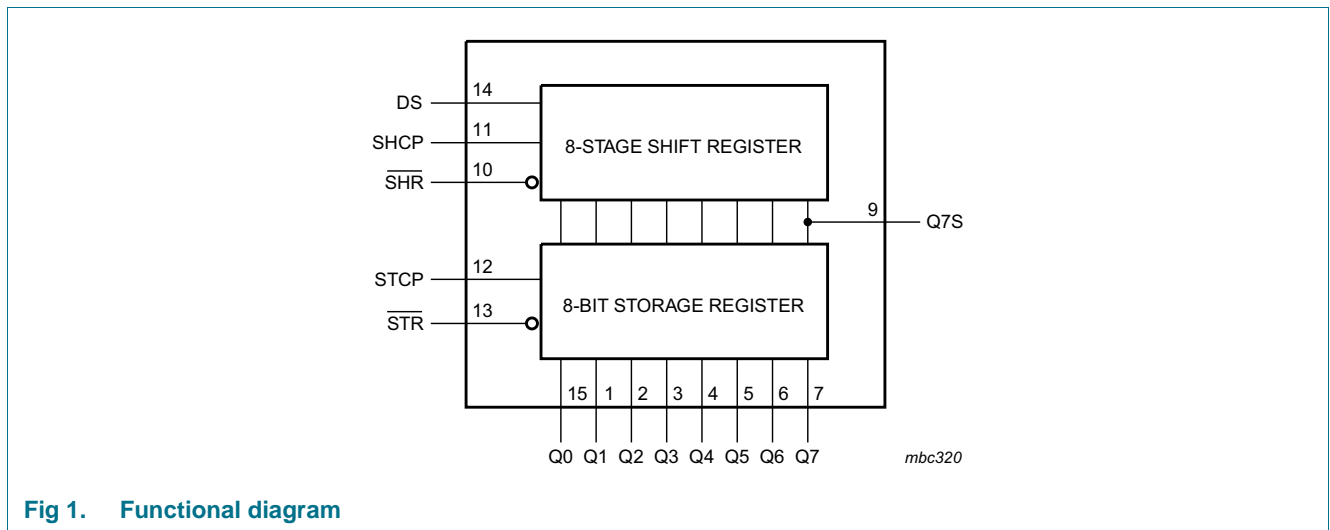 DS
14
SHCP
11
8-STAGE SHIFT REGISTER
S̅H̅R̅
10
9
Q7S
STCP
12
8-BIT STORAGE REGISTER
S̅T̅R̅
13
15 1 2 3 4 5 6 7
Q0 Q1 Q2 Q3 Q4 Q5 Q6 Q7
mbc320
Fig 1. Functional diagram